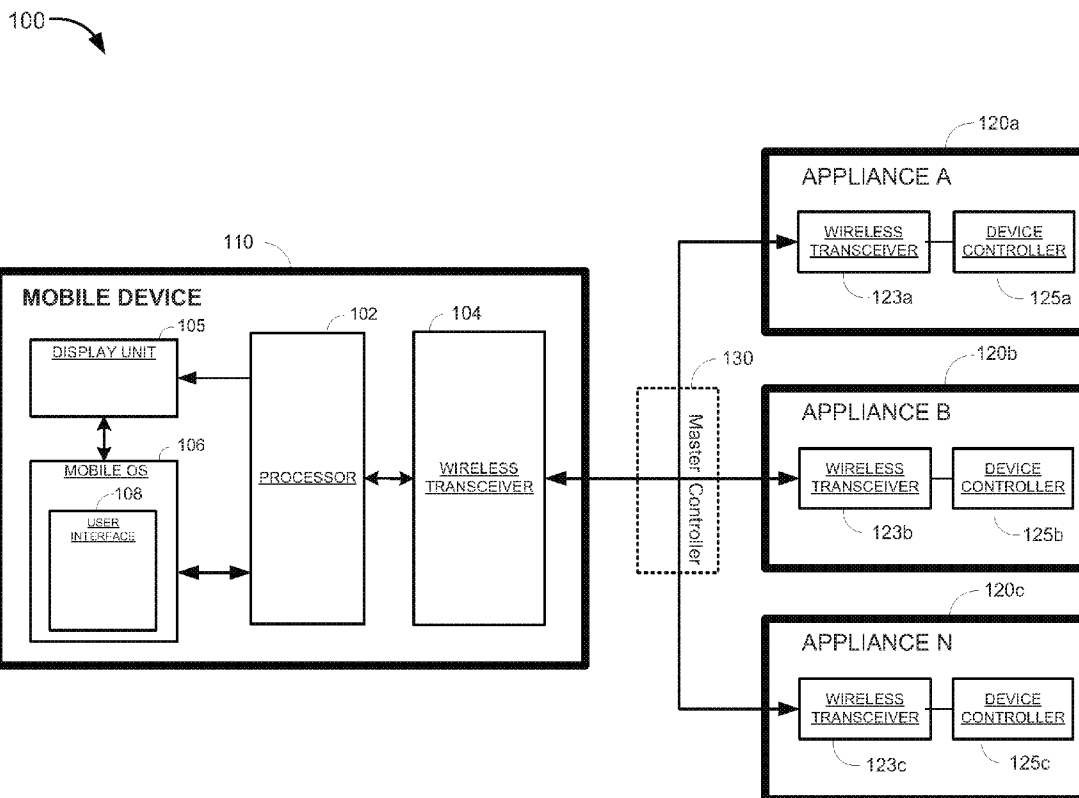 100
120a
APPLIANCE A
WIRELESS
TRANSCEIVER
DEVICE
CONTROLLER
123a
125a
110
MOBILE DEVICE
105
DISPLAY UNIT
102
PROCESSOR
104
WIRELESS
TRANSCEIVER
106
MOBILE OS
108
USER
INTERFACE
130
Master Controller
120b
APPLIANCE B
WIRELESS
TRANSCEIVER
DEVICE
CONTROLLER
123b
125b
120c
APPLIANCE N
WIRELESS
TRANSCEIVER
DEVICE
CONTROLLER
123c
125c